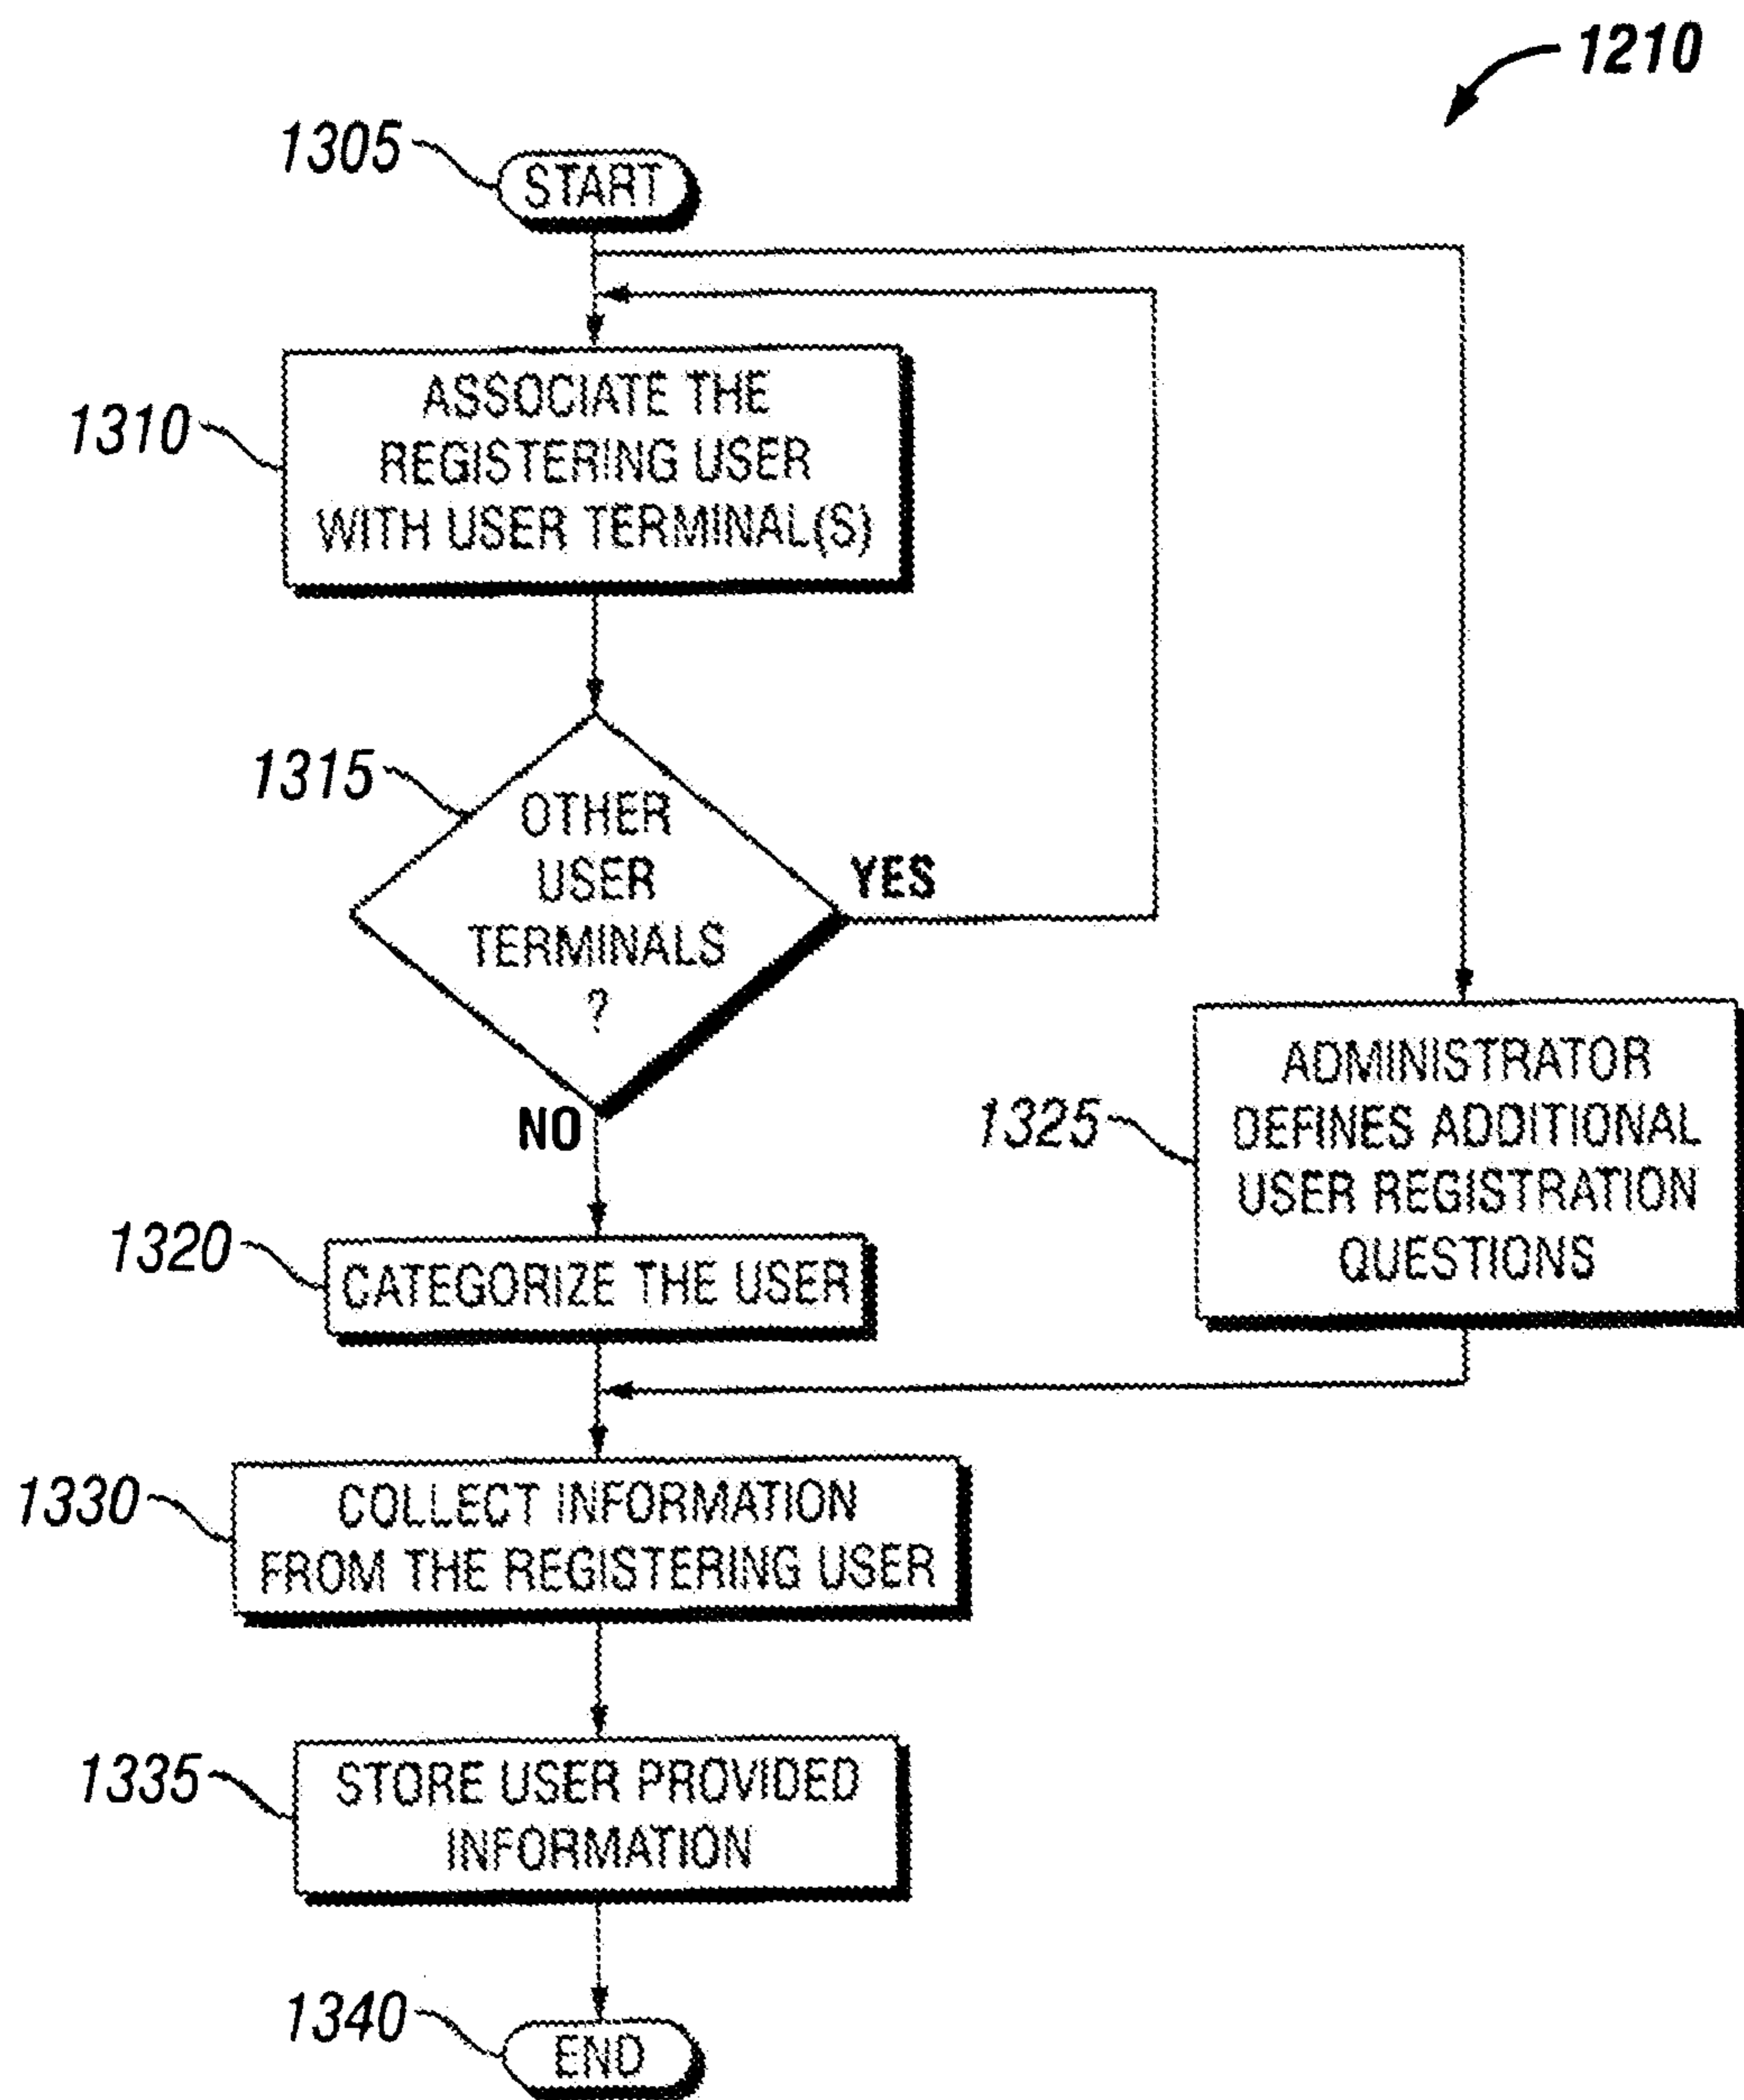 1210
1305
START
1310
ASSOCIATE THE
REGISTERING USER
WITH USER TERMINAL(S)
1315
OTHER
USER
TERMINALS
?
YES
NO
1320
CATEGORIZE THE USER
1325
ADMINISTRATOR
DEFINES ADDITIONAL
USER REGISTRATION
QUESTIONS
1330
COLLECT INFORMATION
FROM THE REGISTERING USER
1335
STORE USER PROVIDED
INFORMATION
1340
END